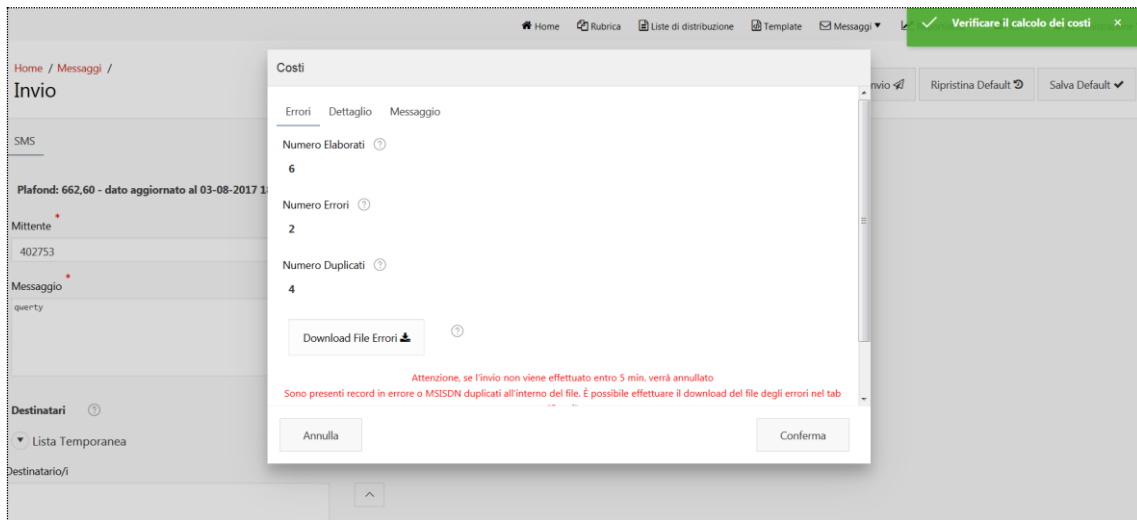 Home Rubrica Liste di distribuzione Template Messaggi
Verificare il calcolo dei costi ×
Home / Messaggi /
Invio
nvio Ripristina Default Salva Default
SMS
Plafond: 662,60 - dato aggiornato al 03-08-2017 1
Mittente *
402753
Messaggio *
qwerty
Destinatari ?
Lista Temporanea
Destinatario/i
Costi
Errori Dettaglio Messaggio
Numero Elaborati ?
6
Numero Errori ?
2
Numero Duplicati ?
4
Download File Errori ?
Attenzione, se l'invio non viene effettuato entro 5 min. verrà annullato
Sono presenti record in errore o MSISDN duplicati all'interno del file. È possibile effettuare il download del file degli errori nel tab
Annulla Conferma